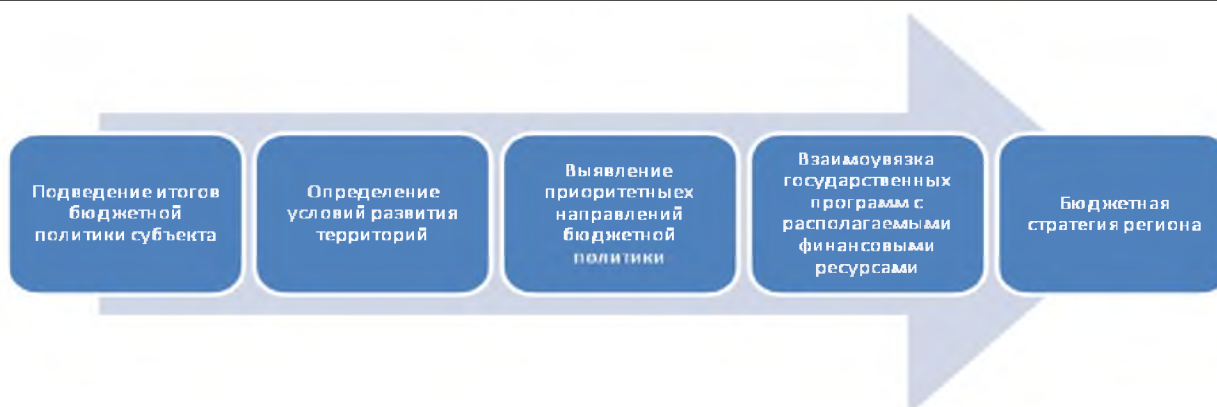 Подведение итогов
бюджетной
политики субъекта
Определение
условий развития
территорий
Выявление
приоритетныех
направлений
бюджетной
политики
Взаимоувязка
государственных
программ с
располагаемыми
финансовыми
ресурсами
Бюджетная
стратегия региона